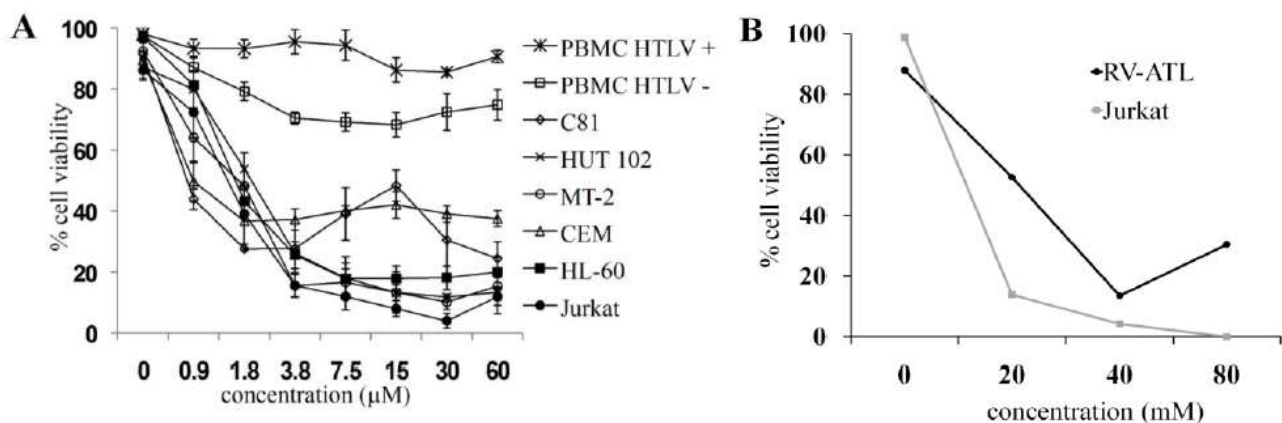 A
% cell viability
100
80
60
40
20
0
0 0.9 1.8 3.8 7.5 15 30 60
concentration (µM)
PBMC HTLV +
PBMC HTLV -
C81
HUT 102
MT-2
CEM
HL-60
Jurkat
B
% cell viability
100
80
60
40
20
0
0 20 40 80
concentration (mM)
RV-ATL
Jurkat